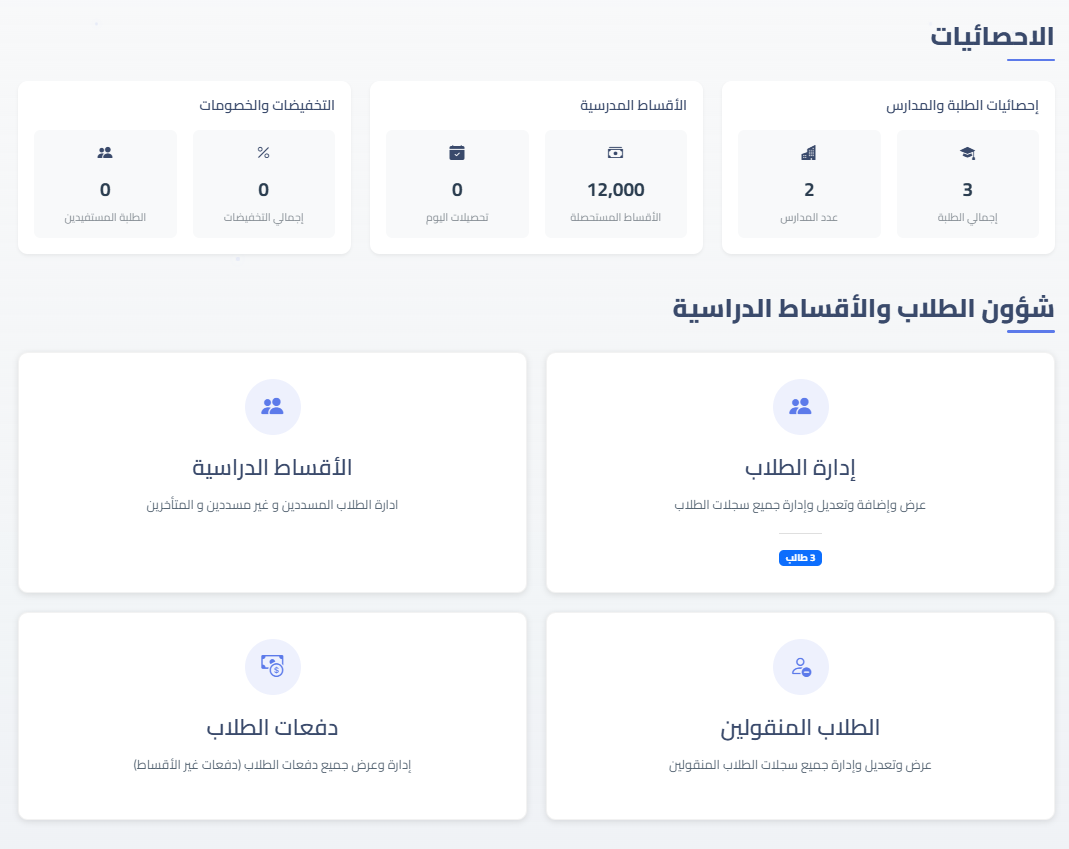 الاحصائيات
إحصائيات الطلبة والمدارس
3
إجمالي الطلبة
2
عدد المدارس
الأقساط المدرسية
12,000
الأقساط المستحصلة
0
تحصيلات اليوم
التخفيضات والخصومات
0
إجمالي التخفيضات
0
الطلبة المستفيدين
شؤون الطلاب والأقساط الدراسية
إدارة الطلاب
عرض وإضافة وتعديل وإدارة جميع سجلات الطلاب
3 طالب
الأقساط الدراسية
ادارة الطلاب المسددين و غير مسددين و المتأخرين
الطلاب المنقولين
عرض وتعديل وإدارة جميع سجلات الطلاب المنقولين
دفعات الطلاب
إدارة وعرض جميع دفعات الطلاب (دفعات غير الأقساط)